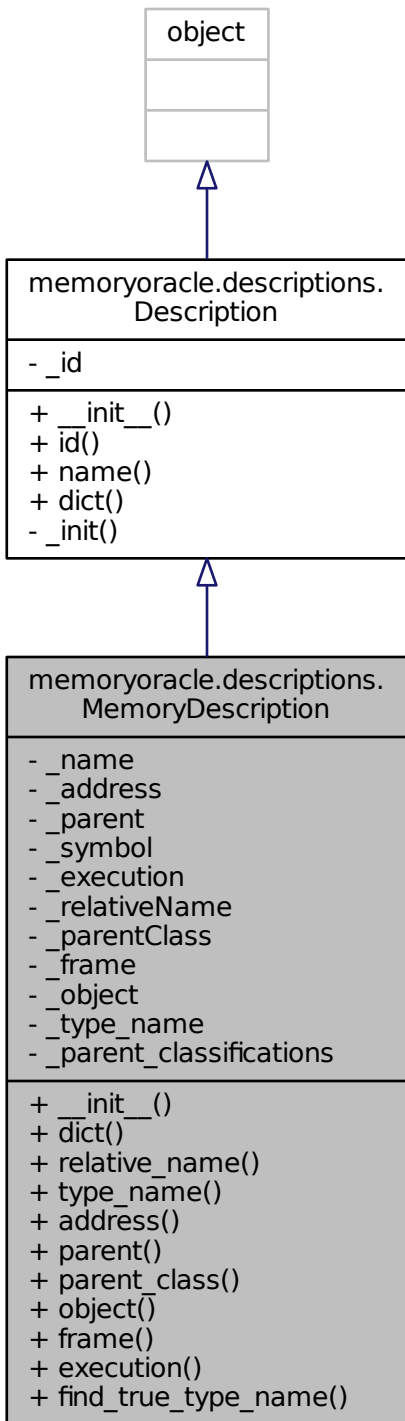 object
memoryoracle.descriptions.
Description
- _id
+ __init__()
+ id()
+ name()
+ dict()
- _init()
memoryoracle.descriptions.
MemoryDescription
- _name
- _address
- _parent
- _symbol
- _execution
- _relativeName
- _parentClass
- _frame
- _object
- _type_name
- _parent_classifications
+ __init__()
+ dict()
+ relative_name()
+ type_name()
+ address()
+ parent()
+ parent_class()
+ object()
+ frame()
+ execution()
+ find_true_type_name()